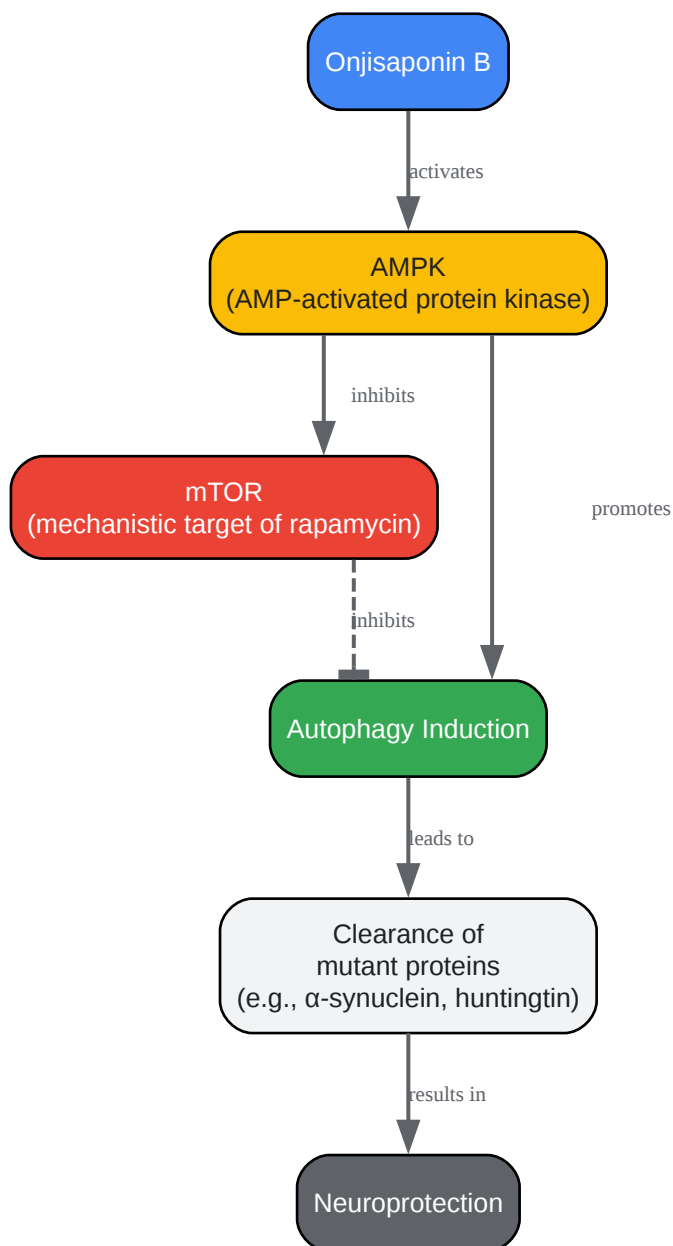 Onjisaponin B
activates
AMPK
(AMP-activated protein kinase)
inhibits
mTOR
(mechanistic target of rapamycin)
promotes
inhibits
Autophagy Induction
leads to
Clearance of
mutant proteins
(e.g., α-synuclein, huntingtin)
results in
Neuroprotection